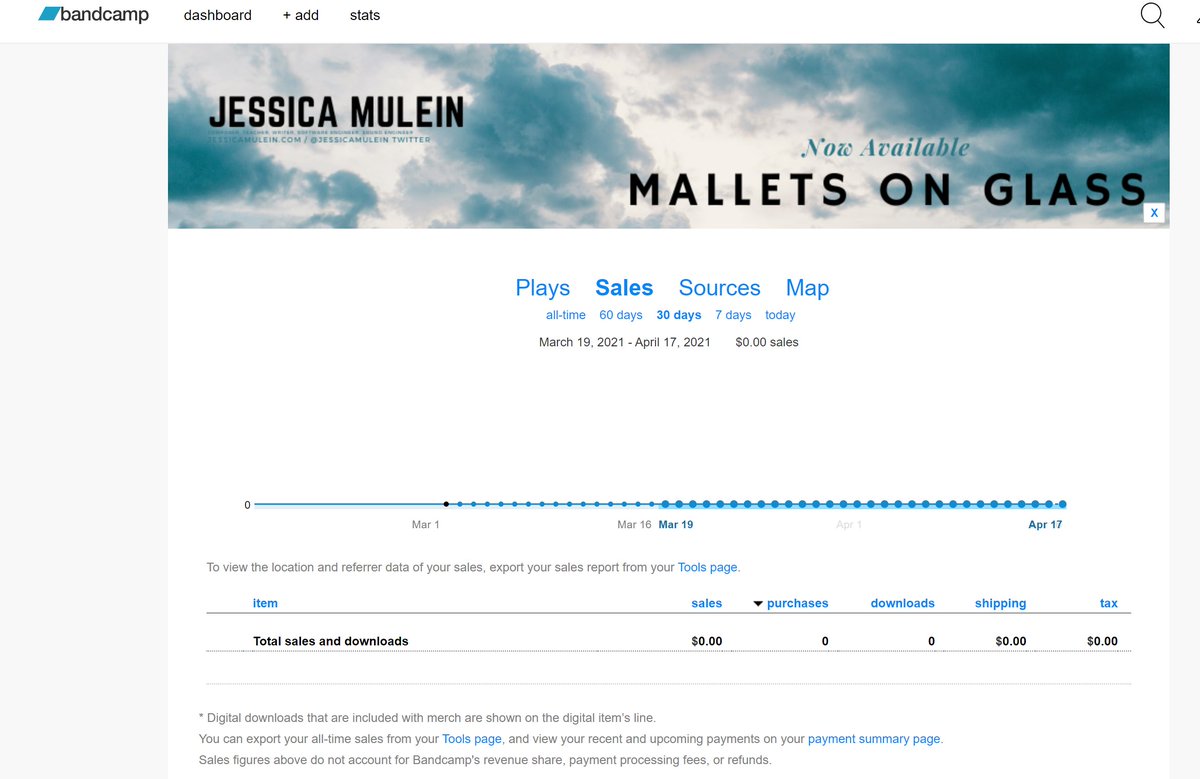 bandcamp dashboard + add stats
JESSICA MULEIN
COMPOSER, TEACHER, WRITER, SOFTWARE ENGINEER, SOUND ENGINEER
JESSICAMULEIN.COM / @JESSICAMULEIN TWITTER
Now Available
MALLETS ON GLASS
X
Plays Sales Sources Map
all-time 60 days 30 days 7 days today
March 19, 2021 - April 17, 2021 $0.00 sales
0
Mar 1 Mar 16 Mar 19 Apr 1 Apr 17
To view the location and referrer data of your sales, export your sales report from your Tools page.
item sales purchases downloads shipping tax
Total sales and downloads $0.00 0 0 $0.00 $0.00
* Digital downloads that are included with merch are shown on the digital item's line.
You can export your all-time sales from your Tools page, and view your recent and upcoming payments on your payment summary page.
Sales figures above do not account for Bandcamp's revenue share, payment processing fees, or refunds.